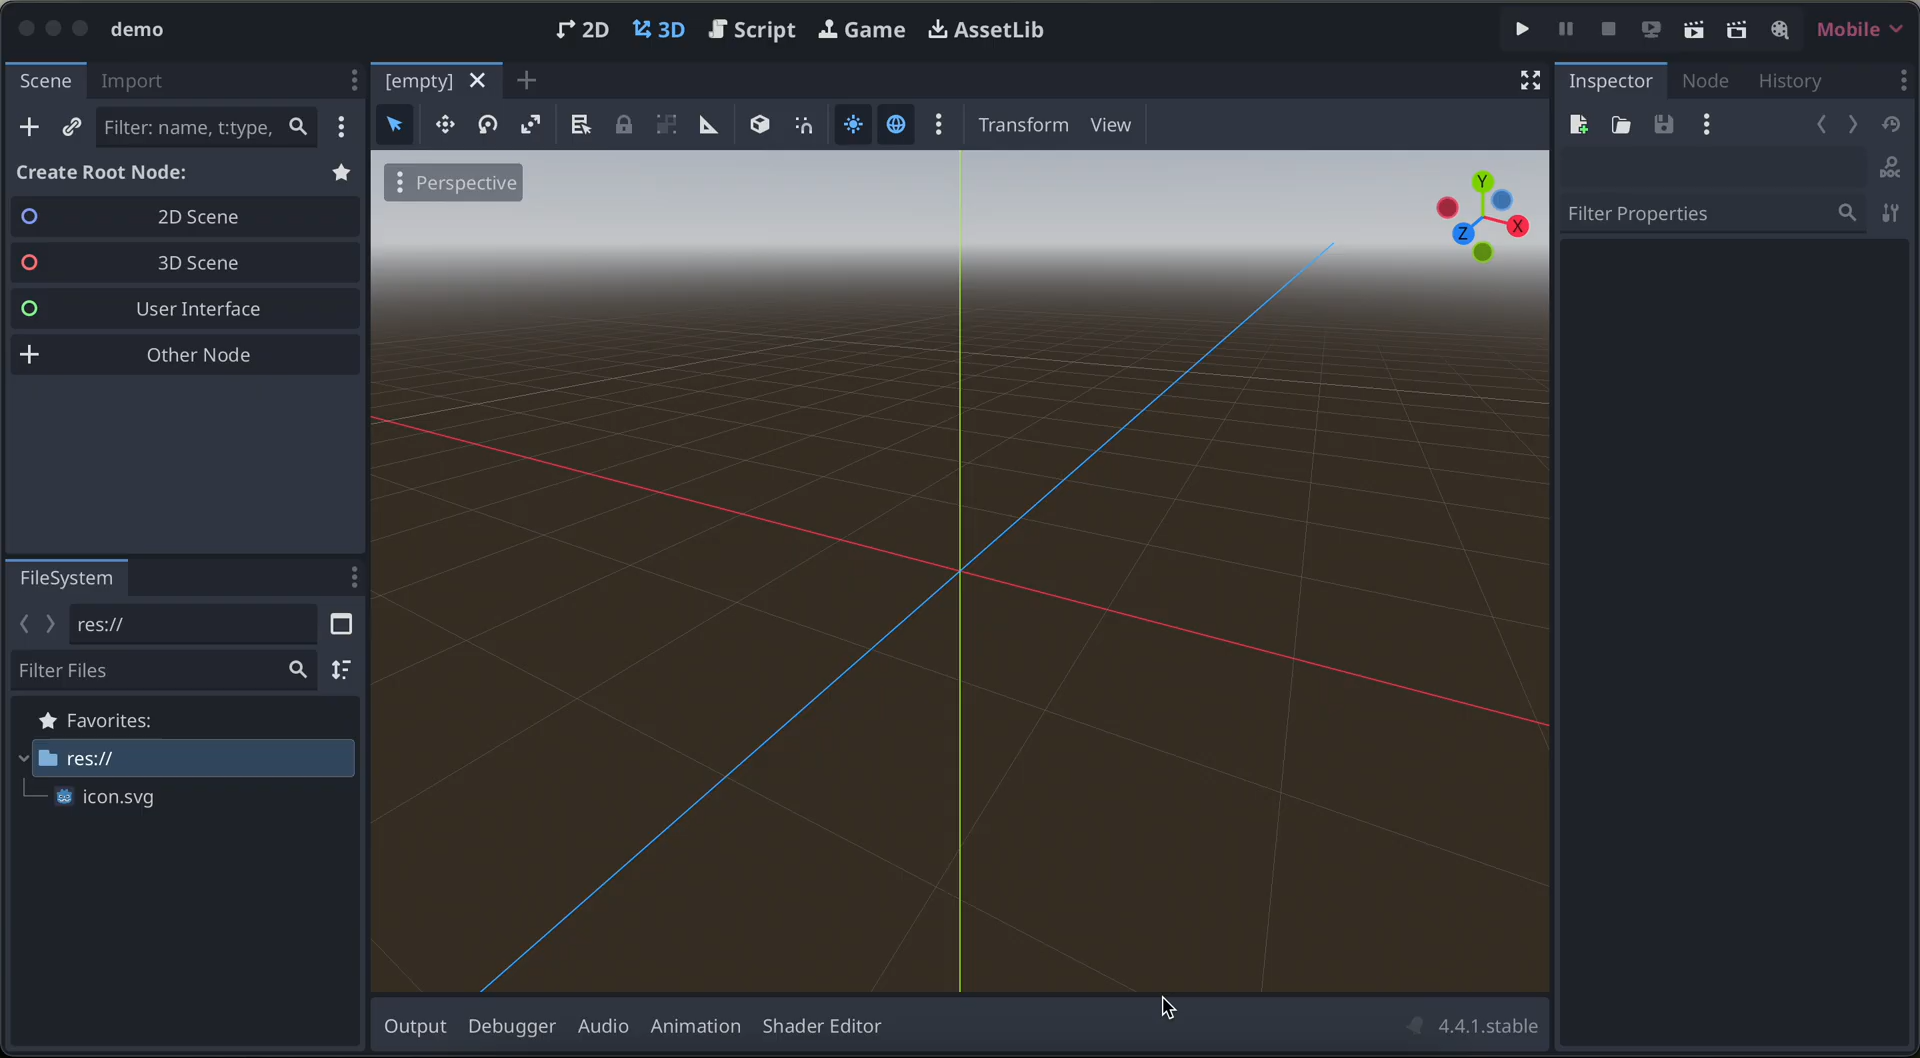 demo
2D 3D Script Game AssetLib
Mobile
Scene Import
[empty]
Inspector Node History
Filter: name, t:type,
Transform View
Create Root Node:
Perspective
2D Scene
3D Scene
User Interface
Other Node
Y
X
Z
DOC
Filter Properties
FileSystem
res://
Filter Files
Favorites:
res://
icon.svg
Output Debugger Audio Animation Shader Editor
4.4.1.stable